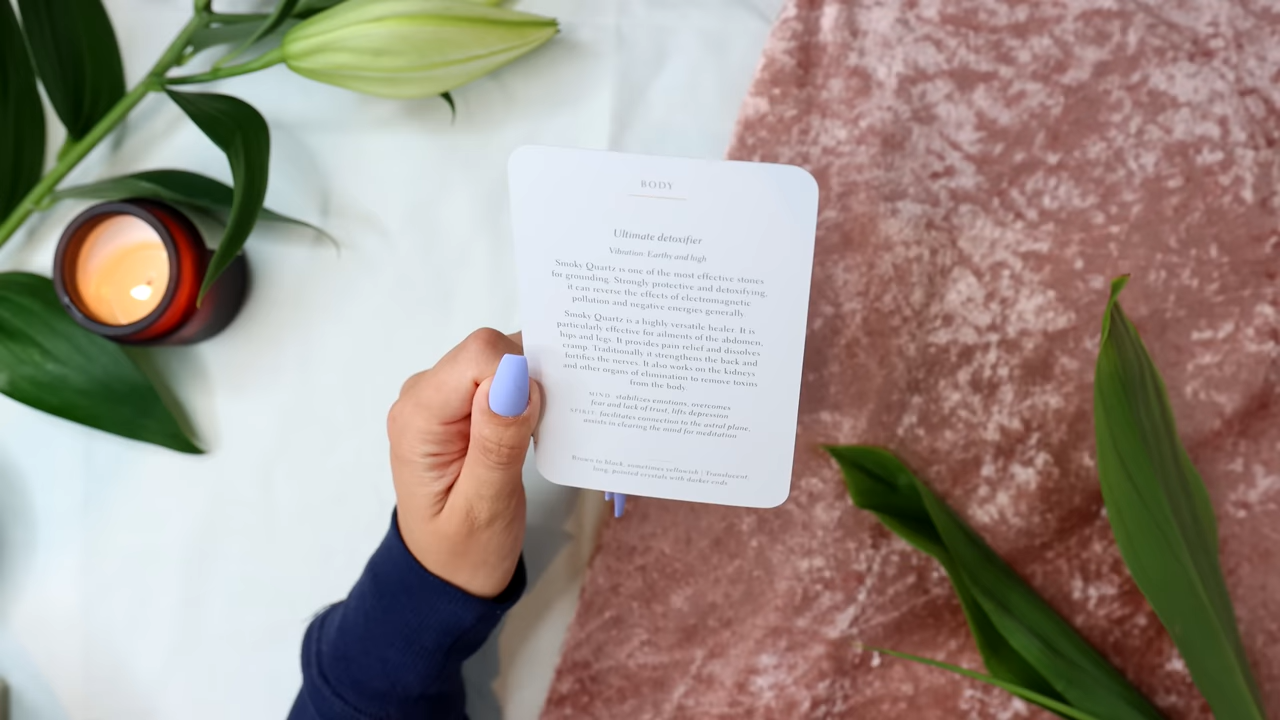 BODY
Ultimate detoxifier
Vibration: Earthy and high
Smoky Quartz is one of the most effective stones
for grounding. Strongly protective and detoxifying,
it can reverse the effects of electromagnetic
pollution and negative energies generally.
Smoky Quartz is a highly versatile healer. It is
particularly effective for ailments of the abdomen,
hips and legs. It provides pain relief and dissolves
cramp. Traditionally it strengthens the back and
fortifies the nerves. It also works on the kidneys
and other organs of elimination to remove toxins
from the body.
MIND: stabilizes emotions, overcomes
fear and lack of trust, lifts depression
SPIRIT: facilitates connection to the astral plane,
assists in clearing the mind for meditation
Brown to black, sometimes yellowish | Translucent
long, pointed crystals with darker ends